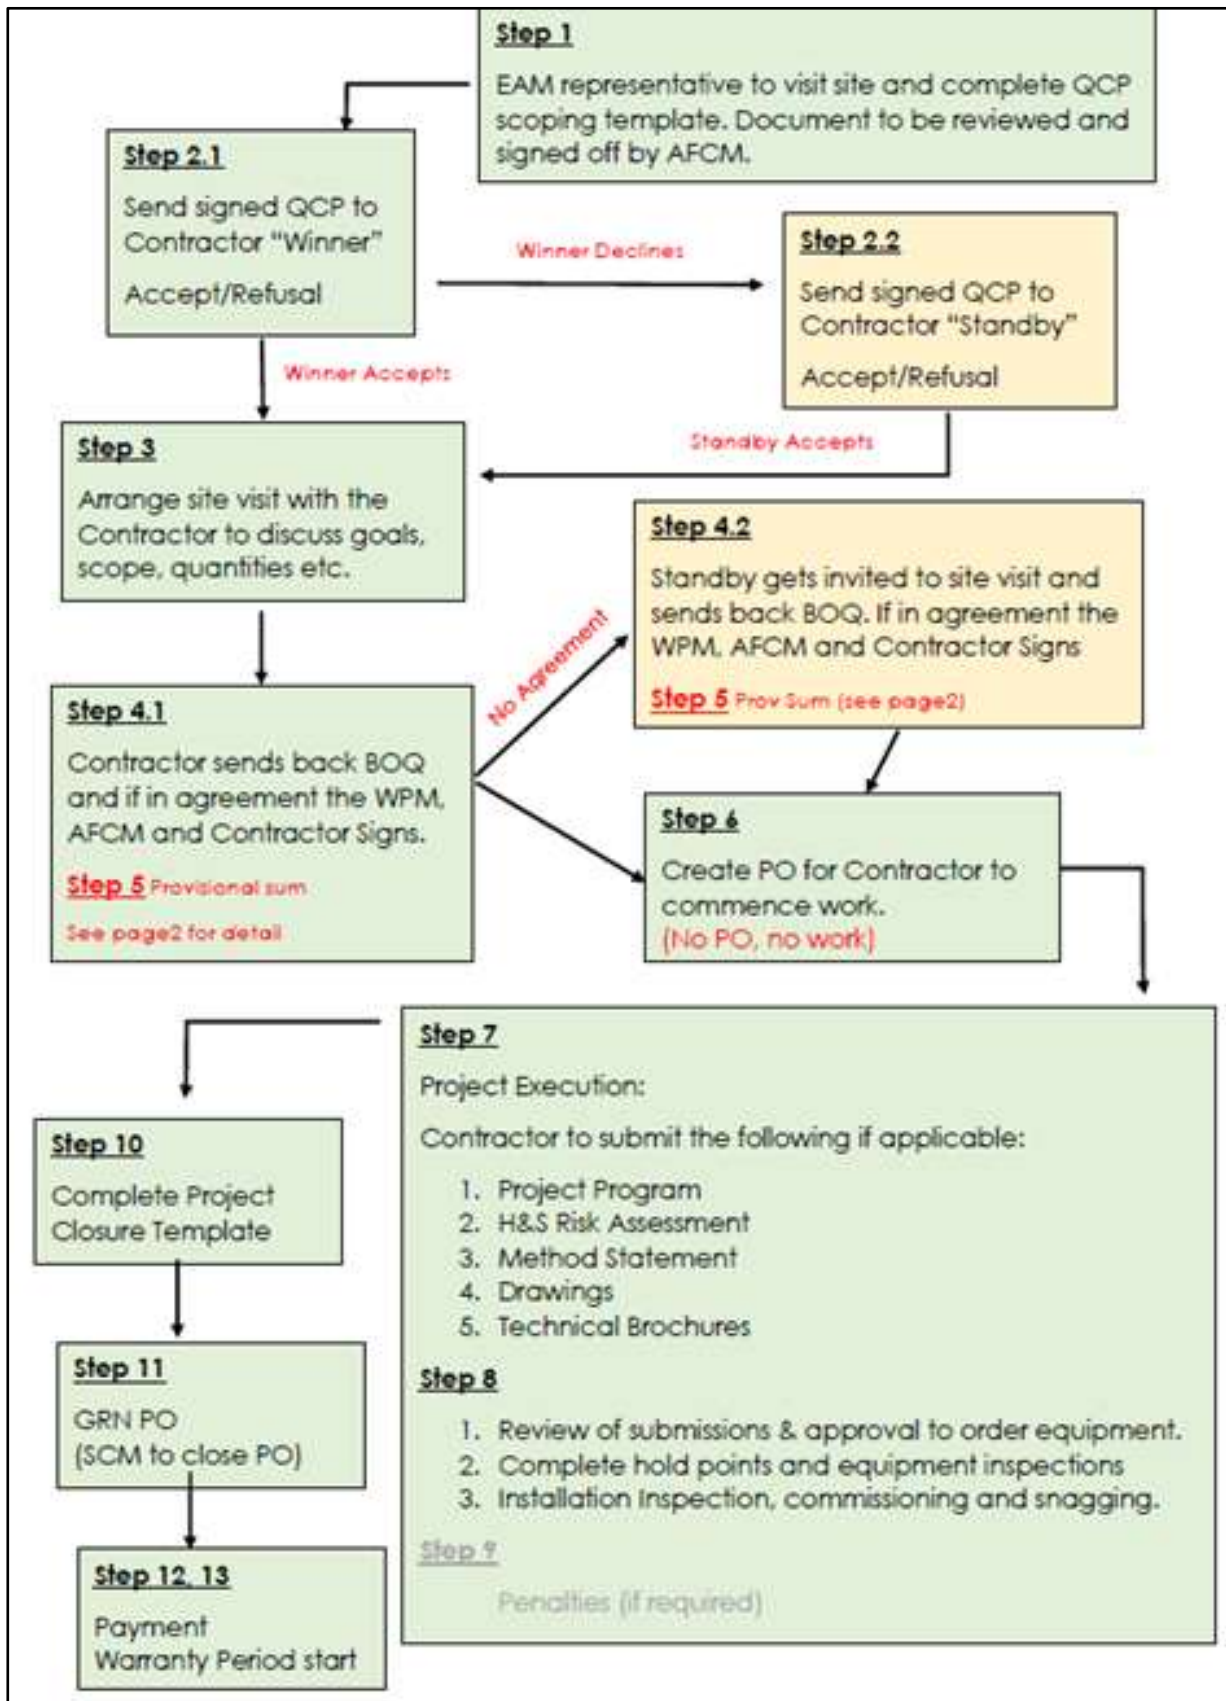 Step 1
EAM representative to visit site and complete QCP
scoping template. Document to be reviewed and
signed off by AFCM.
Step 2.1
Send signed QCP to
Contractor “Winner”
Accept/Refusal
Winner Declines
Step 2.2
Send signed QCP to
Contractor “Standby”
Accept/Refusal
Winner Accepts
Standby Accepts
Step 3
Arrange site visit with the
Contractor to discuss goals,
scope, quantities etc.
No Agreement
Step 4.2
Standby gets invited to site visit and
sends back BOQ. If in agreement the
WPM, AFCM and Contractor Signs
Step 5 Prov Sum (see page2)
Step 4.1
Contractor sends back BOQ
and if in agreement the WPM,
AFCM and Contractor Signs.
Step 5 Provisional sum
See page2 for detail
Step 6
Create PO for Contractor to
commence work.
(No PO, no work)
Step 7
Project Execution:
Contractor to submit the following if applicable:
1. Project Program
2. H&S Risk Assessment
3. Method Statement
4. Drawings
5. Technical Brochures
Step 8
1. Review of submissions & approval to order equipment.
2. Complete hold points and equipment inspections
3. Installation Inspection, commissioning and snagging.
Step 9
Penalties (if required)
Step 10
Complete Project
Closure Template
Step 11
GRN PO
(SCM to close PO)
Step 12, 13
Payment
Warranty Period start